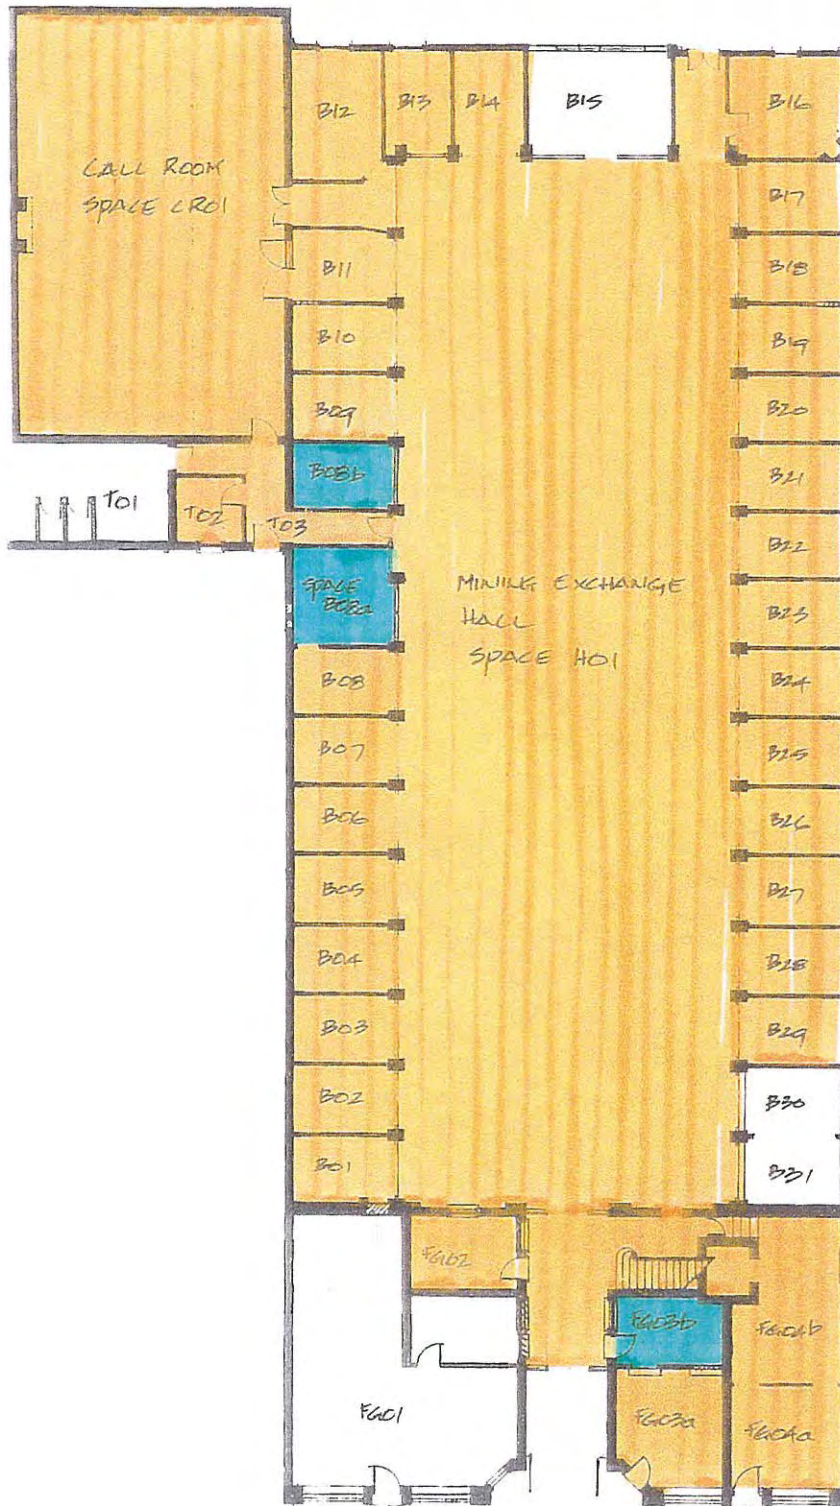 B12
B13
B14
B15
B16
CALL ROOM
SPACE CR01
B17
B11
B18
B10
B19
B09
B20
B08b
B21
T01
T02
T03
B22
SPACE
B08a
MINING EXCHANGE
HALL
SPACE H01
B23
B08
B24
B07
B25
B06
B26
B05
B27
B04
B28
B03
B29
B02
B30
B01
B31
FG02
FG03b
FG04b
FG01
FG03a
FG04a